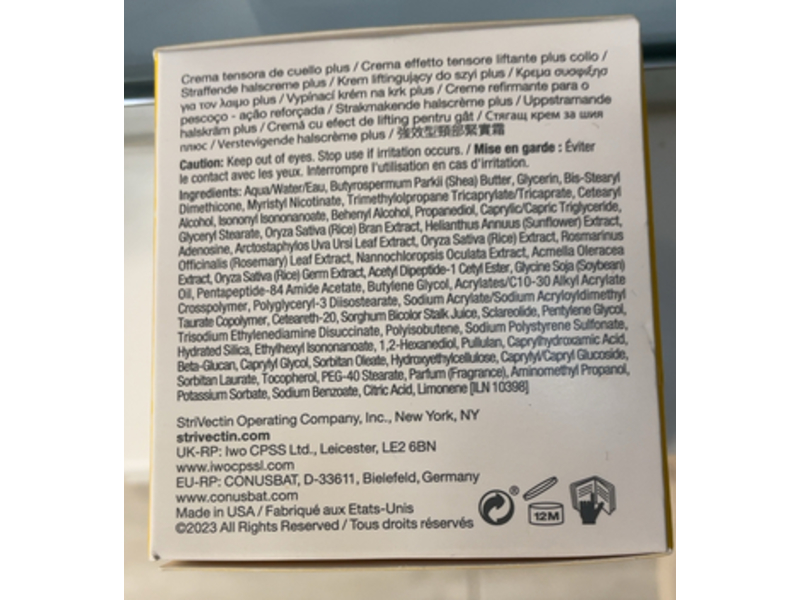 Crema tensora de cuello plus / Crema effetto tensore liftante plus collo /
Straffende halscreme plus / Krem liftingujący do szyi plus / Κρεμα συσφιξησ
για τον λαιμο plus / Vypínací krém na krk plus / Creme refirmante para o
pescoço - ação reforçada / Strakmakende halscrème plus / Uppstramande
halskräm plus / Cremă cu efect de lifting pentru gât / Стягащ крем за шия
плюс / Verstevigende halscrème plus / 強效型頸部緊實霜
Caution: Keep out of eyes. Stop use if irritation occurs. / Mise en garde : Éviter
le contact avec les yeux. Interrompre l'utilisation en cas d'irritation.
Ingredients: Aqua/Water/Eau, Butyrospermum Parkii (Shea) Butter, Glycerin, Bis-Stearyl
Dimethicone, Myristyl Nicotinate, Trimethylolpropane Tricaprylate/Tricaprate, Cetearyl
Alcohol, Isononyl Isononanoate, Behenyl Alcohol, Propanediol, Caprylic/Capric Triglyceride,
Glyceryl Stearate, Oryza Sativa (Rice) Bran Extract, Helianthus Annuus (Sunflower) Extract,
Adenosine, Arctostaphylos Uva Ursi Leaf Extract, Oryza Sativa (Rice) Extract, Rosmarinus
Officinalis (Rosemary) Leaf Extract, Nannochloropsis Oculata Extract, Acmella Oleracea
Extract, Oryza Sativa (Rice) Germ Extract, Acetyl Dipeptide-1 Cetyl Ester, Glycine Soja (Soybean)
Oil, Pentapeptide-84 Amide Acetate, Butylene Glycol, Acrylates/C10-30 Alkyl Acrylate
Crosspolymer, Polyglyceryl-3 Diisostearate, Sodium Acrylate/Sodium Acryloyldimethyl
Taurate Copolymer, Ceteareth-20, Sorghum Bicolor Stalk Juice, Sclareolide, Pentylene Glycol,
Trisodium Ethylenediamine Disuccinate, Polyisobutene, Sodium Polystyrene Sulfonate,
Hydrated Silica, Ethylhexyl Isononanoate, 1,2-Hexanediol, Pullulan, Caprylhydroxamic Acid,
Beta-Glucan, Caprylyl Glycol, Sorbitan Oleate, Hydroxyethylcellulose, Caprylyl/Capryl Glucoside,
Sorbitan Laurate, Tocopherol, PEG-40 Stearate, Parfum (Fragrance), Aminomethyl Propanol,
Potassium Sorbate, Sodium Benzoate, Citric Acid, Limonene [ILN 10398]
StriVectin Operating Company, Inc., New York, NY
strivectin.com
UK-RP: Iwo CPSS Ltd., Leicester, LE2 6BN
www.iwocpssl.com
EU-RP: CONUSBAT, D-33611, Bielefeld, Germany
www.conusbat.com
Made in USA / Fabriqué aux Etats-Unis
©2023 All Rights Reserved / Tous droits réservés
®
12M